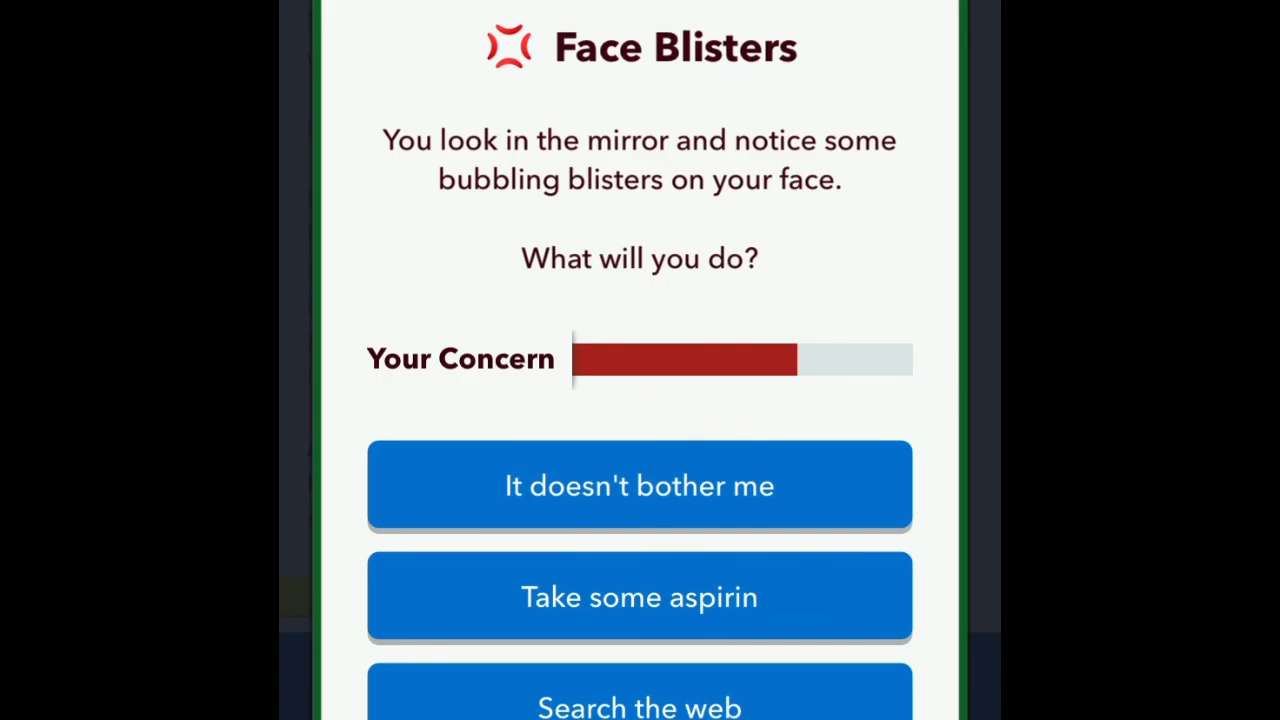 Face Blisters
You look in the mirror and notice some
bubbling blisters on your face.
What will you do?
Your Concern
It doesn't bother me
Take some aspirin
Search the web